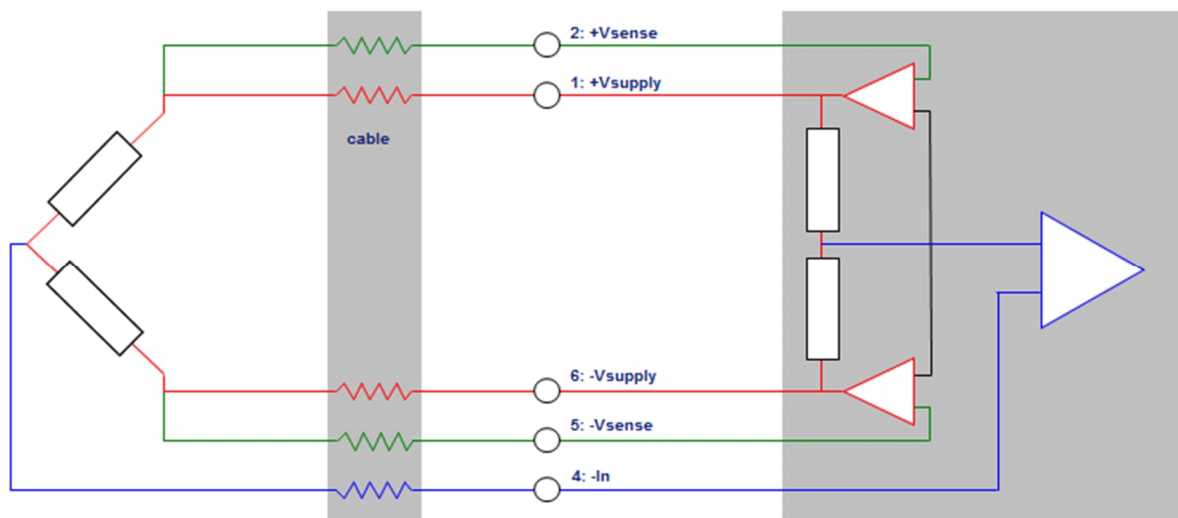 2: +Vsense
1: +Vsupply
cable
6: -Vsupply
5: -Vsense
4: -In